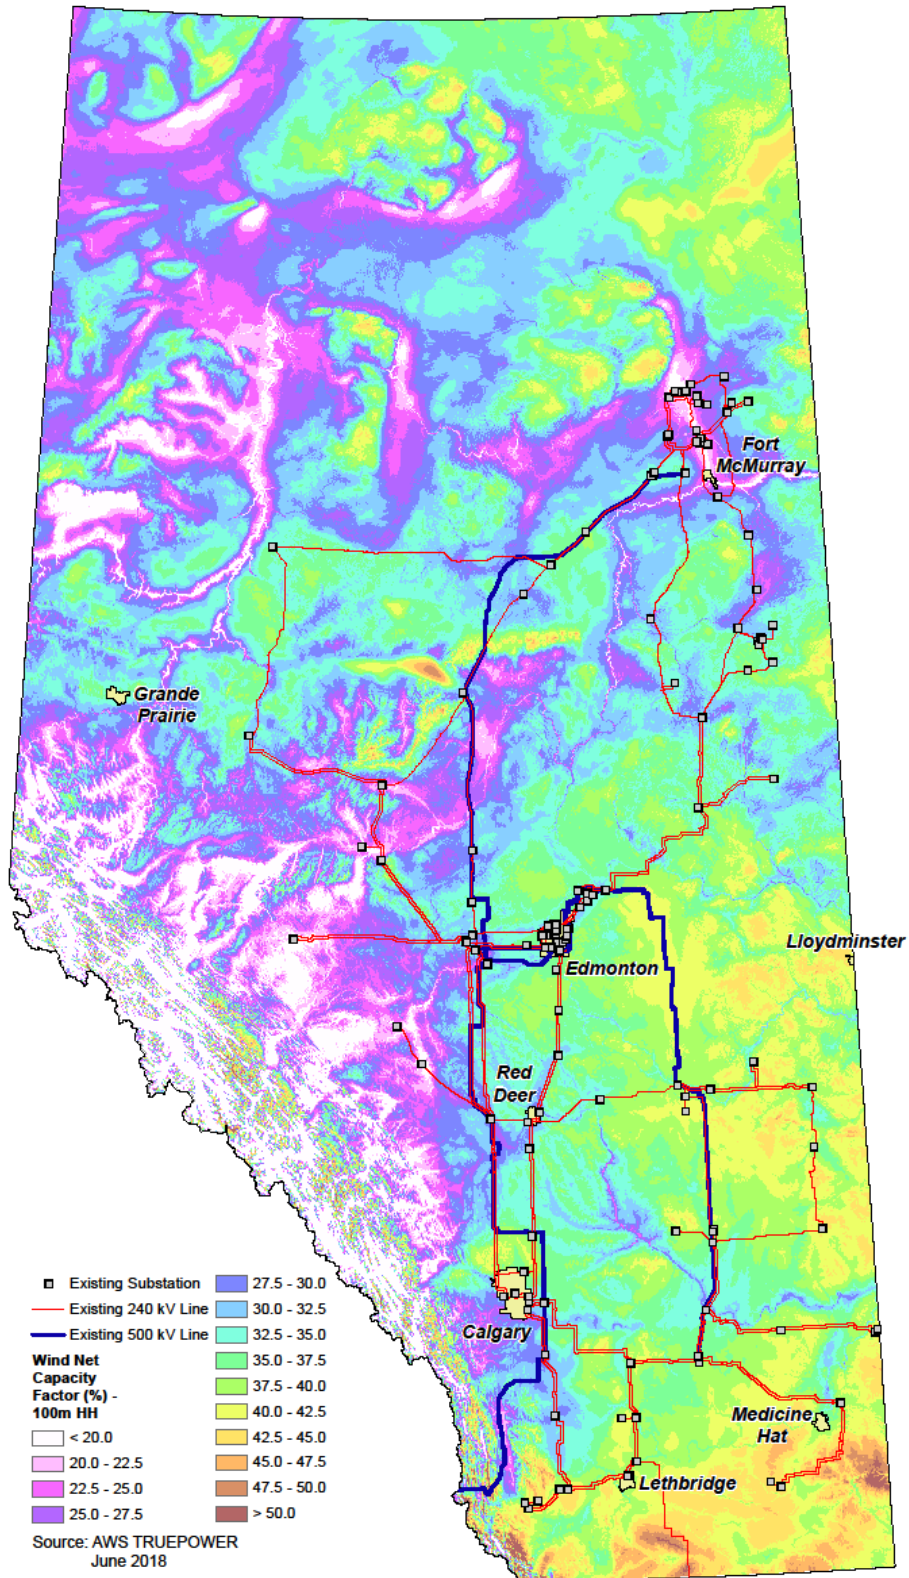 Fort
McMurray
Grande
Prairie
Lloydminster
Edmonton
Red
Deer
Calgary
Medicine
Hat
Lethbridge
Existing Substation
Existing 240 kV Line
Existing 500 kV Line
Wind Net
Capacity
Factor (%) -
100m HH
< 20.0
20.0 - 22.5
22.5 - 25.0
25.0 - 27.5
27.5 - 30.0
30.0 - 32.5
32.5 - 35.0
35.0 - 37.5
37.5 - 40.0
40.0 - 42.5
42.5 - 45.0
45.0 - 47.5
47.5 - 50.0
> 50.0
Source: AWS TRUEPOWER
June 2018